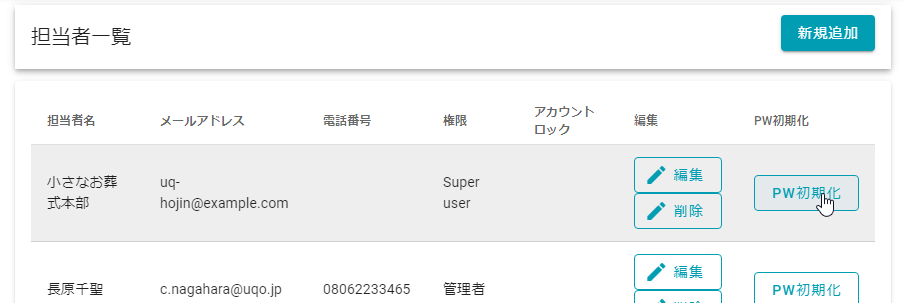 担当者一覧
新規追加
担当者名 メールアドレス 電話番号 権限 アカウント
ロック 編集 PW初期化
小さなお葬
式本部 uq-
hojin@example.com Super
user 編集
削除 PW初期化
長原千聖 c.nagahara@uqo.jp 08062233465 管理者 編集
削除 PW初期化